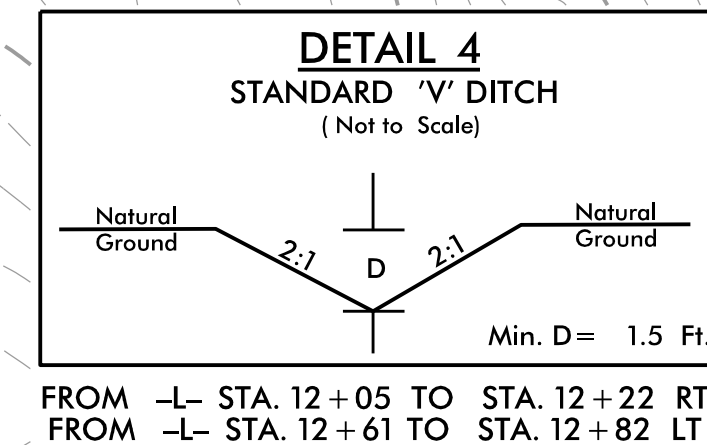 DETAIL 4
STANDARD 'V' DITCH
( Not to Scale)
Natural
Ground
2:1
D
2:1
Natural
Ground
Min. D= 1.5 Ft.
FROM -L- STA. 12+05 TO STA. 12+22 RT
FROM -L- STA. 12+61 TO STA. 12+82 LT